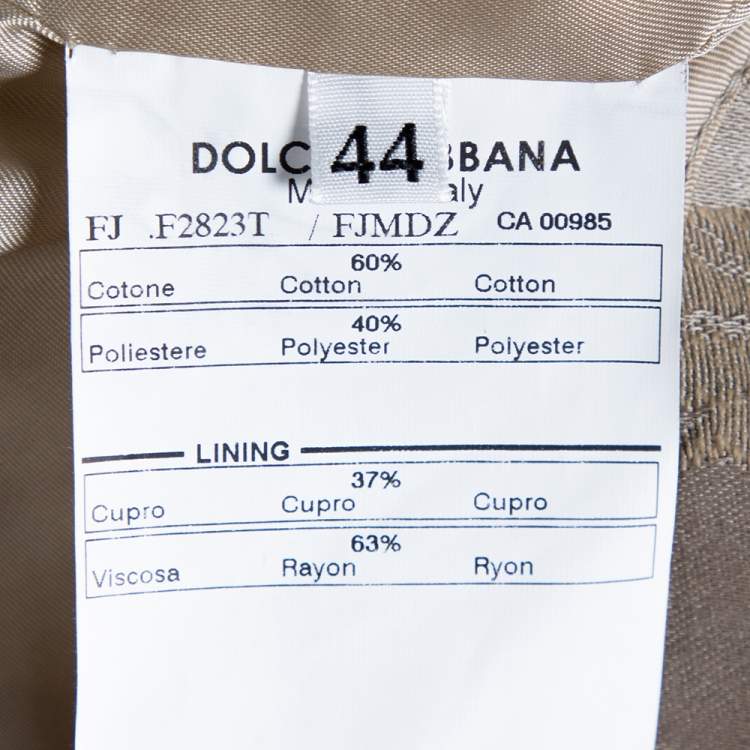 44
DOLC BBANA
M aly
FJ .F2823T / FJMDZ CA 00985
60%
Cotone Cotton Cotton
40%
Poliestere Polyester Polyester
LINING
37%
Cupro Cupro Cupro
63%
Viscosa Rayon Ryon